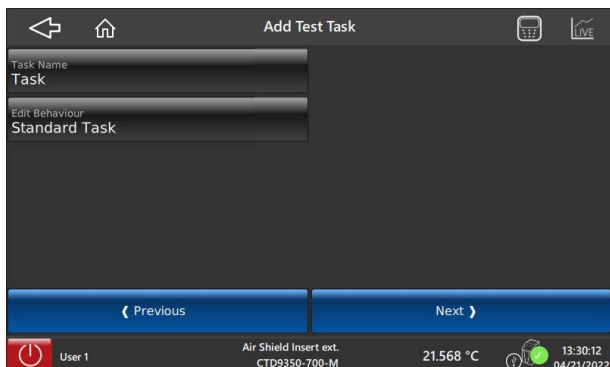 Add Test Task
LIVE
Task Name
Task
Edit Behaviour
Standard Task
❰ Previous
Next ❱
User 1
Air Shield Insert ext.
CTD9350-700-M
21.568 °C
13:30:12
04/21/2022